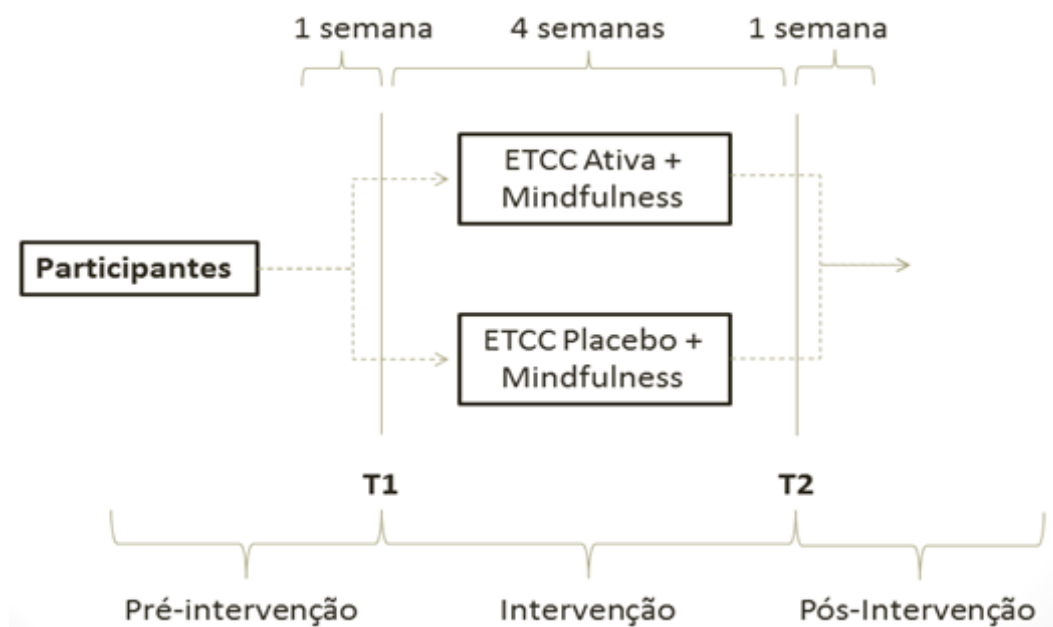 1 semana 4 semanas 1 semana
ETCC Ativa +
Mindfulness
Participantes
ETCC Placebo +
Mindfulness
T1 T2
Pré-intervenção Intervenção Pós-Intervenção